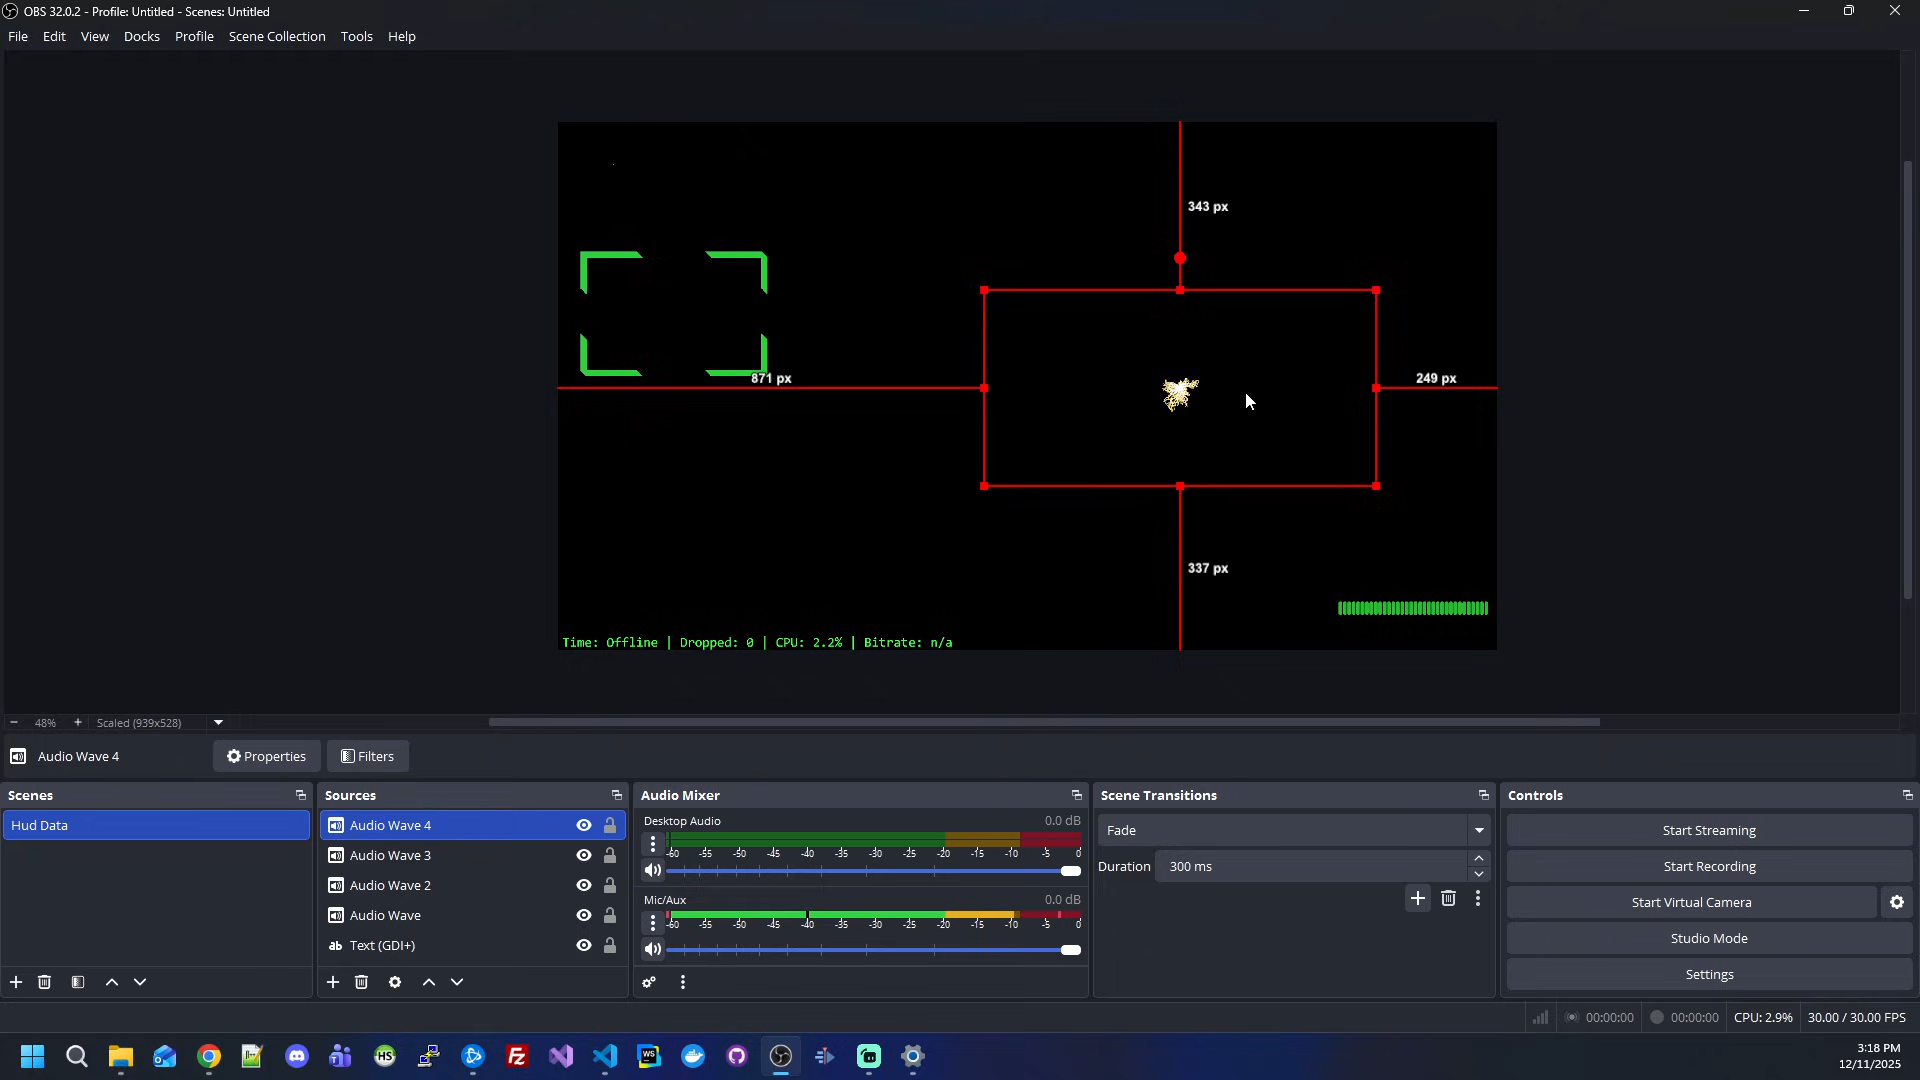 OBS 32.0.2 - Profile: Untitled - Scenes: Untitled
File Edit View Docks Profile Scene Collection Tools Help
343 px
871 px
249 px
337 px
Time: Offline | Dropped: 0 | CPU: 2.2% | Bitrate: n/a
48% Scaled (939x528)
Audio Wave 4 Properties Filters
Scenes
Hud Data
Sources
Audio Wave 4
Audio Wave 3
Audio Wave 2
Audio Wave
ab Text (GDI+)
Audio Mixer
Desktop Audio 0.0 dB
-60 -55 -50 -45 -40 -35 -30 -25 -20 -15 -10 -5 0
Mic/Aux 0.0 dB
-60 -55 -50 -45 -40 -35 -30 -25 -20 -15 -10 -5 0
Scene Transitions
Fade
Duration 300 ms
Controls
Start Streaming
Start Recording
Start Virtual Camera
Studio Mode
Settings
00:00:00 00:00:00 CPU: 2.9% 30.00 / 30.00 FPS
HS
WS
3:18 PM
12/11/2025